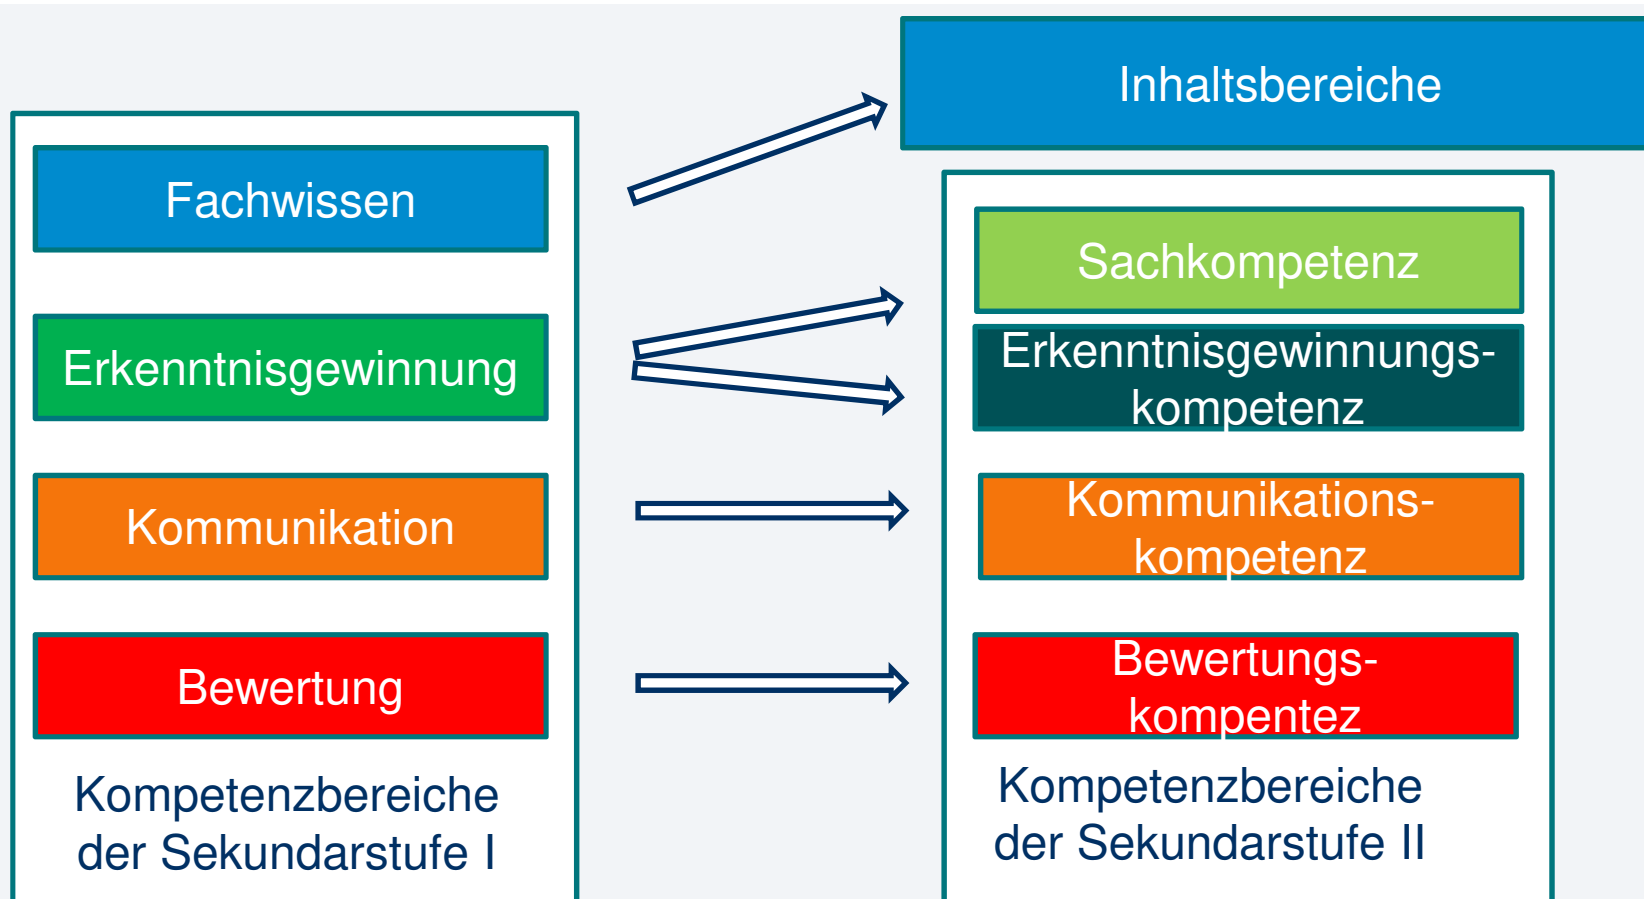 Fachwissen
Erkenntnisgewinnung
Kommunikation
Bewertung
Kompetenzbereiche
der Sekundarstufe I
Inhaltsbereiche
Sachkompetenz
Erkenntnisgewinnungs-
kompetenz
Kommunikations-
kompetenz
Bewertungs-
kompentez
Kompetenzbereiche
der Sekundarstufe II